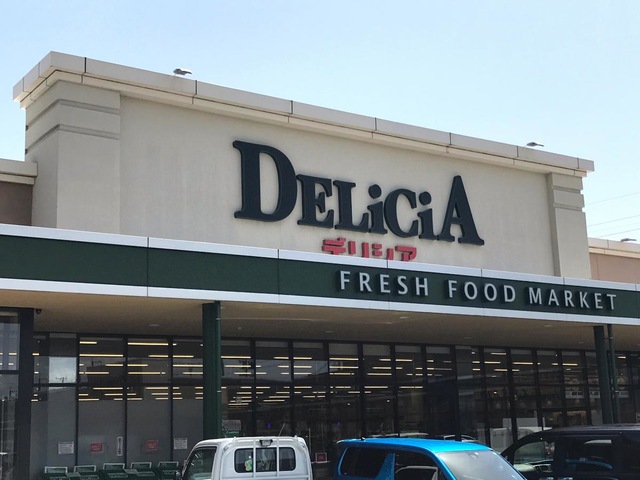 DELiCiA
デリシア
FRESH FOOD MARKET